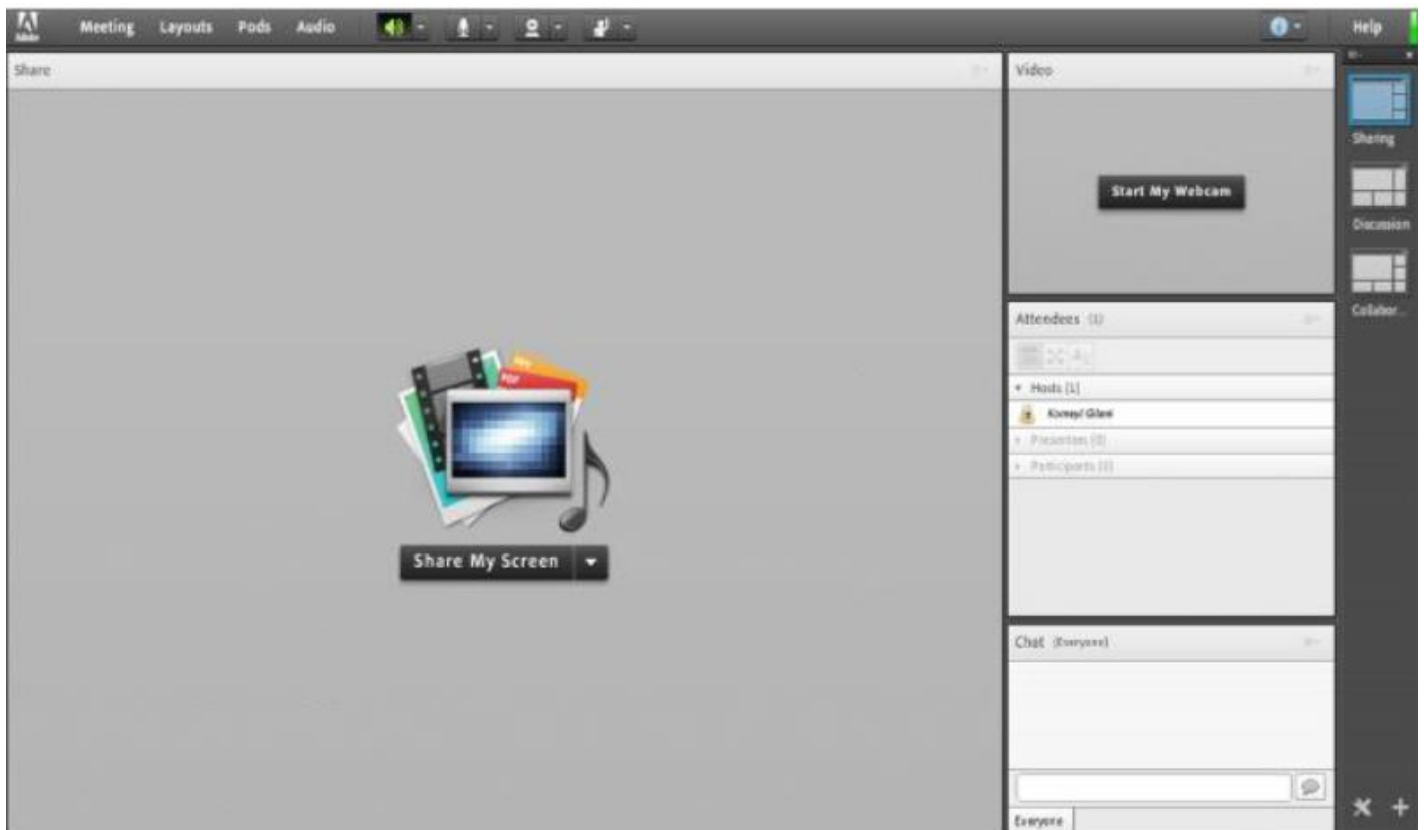 Adobe
Meeting Layouts Pods Audio Help
Share
PDF
Share My Screen
Video
Start My Webcam
Attendees (1)
Hosts (1)
Presenters (0)
Participants (0)
Chat (Everyone)
Everyone
Sharing
Discussion
Collabor...